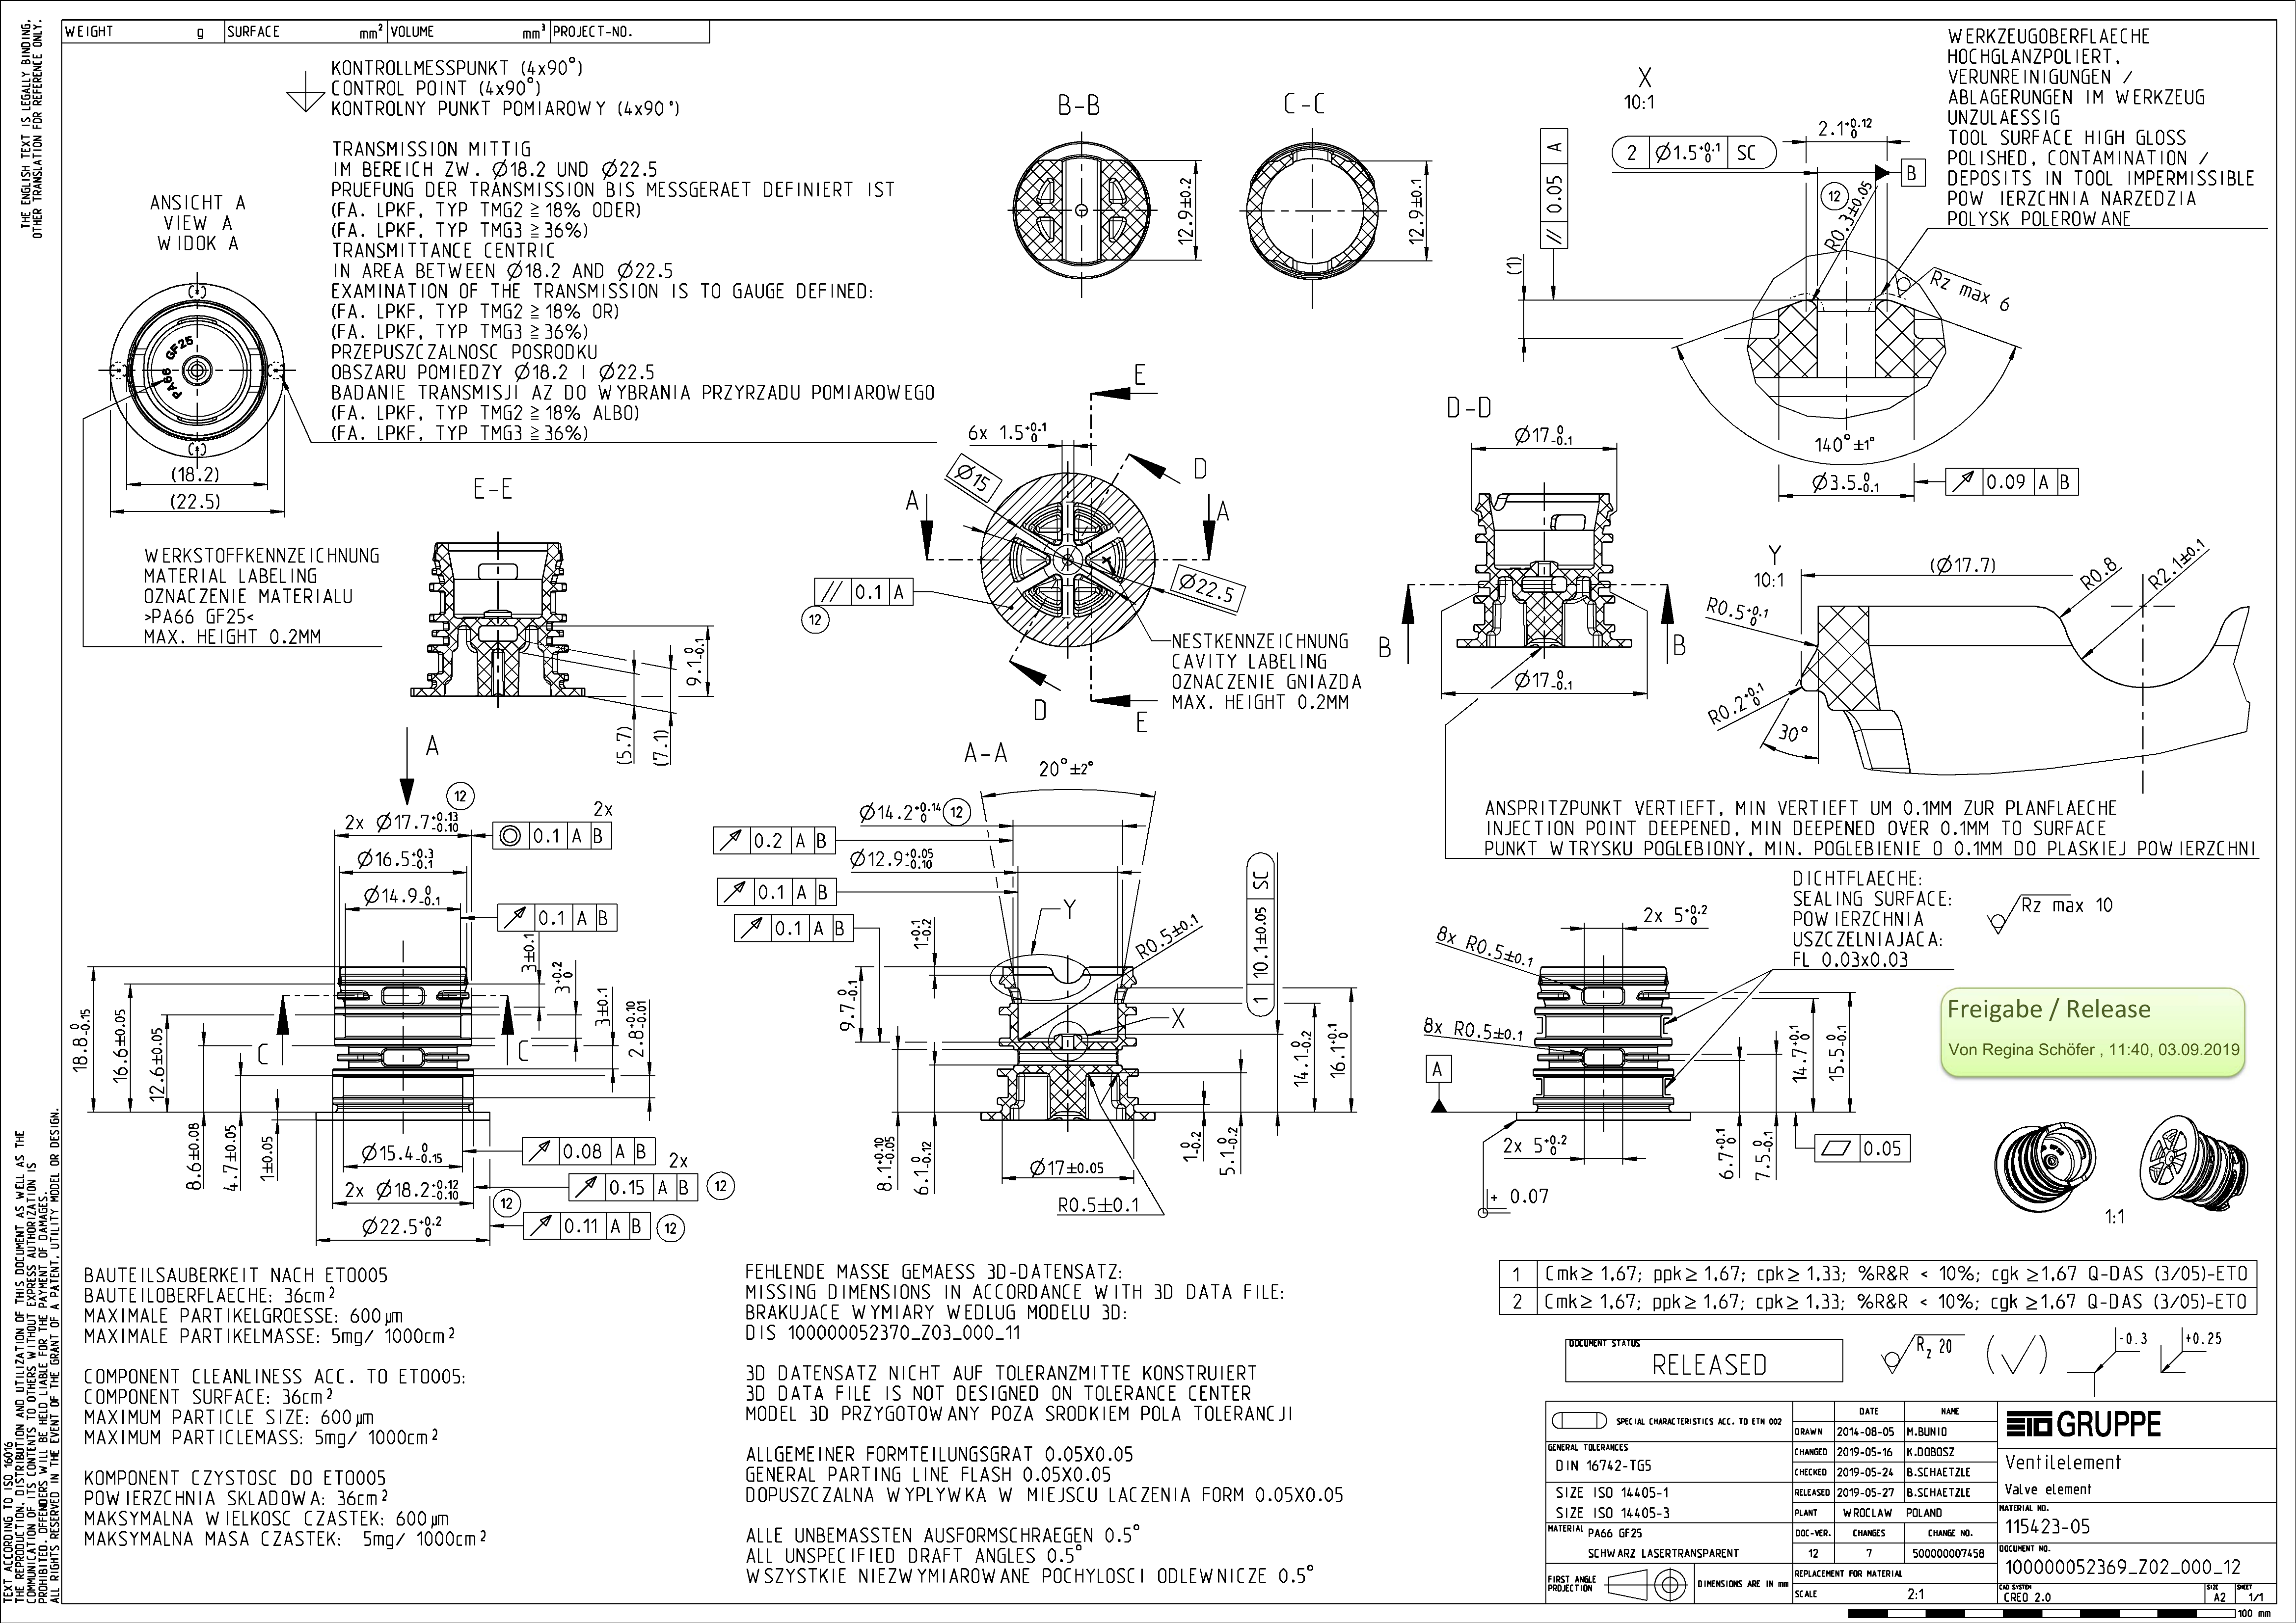 THE ENGLISH TEXT IS LEGALLY BINDING,
OTHER TRANSLATION FOR REFERENCE ONLY.
WEIGHT g SURFACE mm² VOLUME mm³ PROJECT-NO.
KONTROLLMESSPUNKT (4x90°)
CONTROL POINT (4x90°)
KONTROLNY PUNKT POMIAROWY (4x90°)
TRANSMISSION MITTIG
IM BEREICH ZW. Ø18.2 UND Ø22.5
PRUEFUNG DER TRANSMISSION BIS MESSGERAET DEFINIERT IST
(FA. LPKF, TYP TMG2 ≧ 18% ODER)
(FA. LPKF, TYP TMG3 ≧ 36%)
TRANSMITTANCE CENTRIC
IN AREA BETWEEN Ø18.2 AND Ø22.5
EXAMINATION OF THE TRANSMISSION IS TO GAUGE DEFINED:
(FA. LPKF, TYP TMG2 ≧ 18% OR)
(FA. LPKF, TYP TMG3 ≧ 36%)
PRZEPUSZCZALNOSC POSRODKU
OBSZARU POMIEDZY Ø18.2 I Ø22.5
BADANIE TRANSMISJI AZ DO WYBRANIA PRZYRZADU POMIAROWEGO
(FA. LPKF, TYP TMG2 ≧ 18% ALBO)
(FA. LPKF, TYP TMG3 ≧ 36%)
ANSICHT A
VIEW A
WIDOK A
PA66 GF25
(18.2)
(22.5)
WERKSTOFFKENNZEICHNUNG
MATERIAL LABELING
OZNACZENIE MATERIALU
>PA66 GF25<
MAX. HEIGHT 0.2MM
B-B
12.9±0.2
C-C
12.9±0.1
X
10:1
2.1+0.12 0
2 Ø1.5+0.1 0 SC
B
12
R0.3±0.05
// 0.05 A
(1)
Rz max 6
140°±1°
Ø3.5 0 -0.1
0.09 A B
WERKZEUGOBERFLAECHE
HOCHGLANZPOLIERT,
VERUNREINIGUNGEN /
ABLAGERUNGEN IM WERKZEUG
UNZULAESSIG
TOOL SURFACE HIGH GLOSS
POLISHED, CONTAMINATION /
DEPOSITS IN TOOL IMPERMISSIBLE
POWIERZCHNIA NARZEDZIA
POLYSK POLEROWANE
E-E
9.1 0 -0.1
(5.7)
(7.1)
E
6x 1.5+0.1 0
Ø15
D
A
A
Ø22.5
// 0.1 A
12
NESTKENNZEICHNUNG
CAVITY LABELING
OZNACZENIE GNIAZDA
MAX. HEIGHT 0.2MM
D
E
D-D
Ø17 0 -0.1
B
B
Ø17 0 -0.1
Y
10:1
(Ø17.7)
R0.8
R2.1±0.1
R0.5+0.1 0
R0.2+0.1 0
30°
ANSPRITZPUNKT VERTIEFT, MIN VERTIEFT UM 0.1MM ZUR PLANFLAECHE
INJECTION POINT DEEPENED, MIN DEEPENED OVER 0.1MM TO SURFACE
PUNKT WTRYSKU POGLEBIONY, MIN. POGLEBIENIE O 0.1MM DO PLASKIEJ POWIERZCHNI
A
12
2x Ø17.7+0.13 -0.10
2x
◎ 0.1 A B
Ø16.5+0.3 -0.1
Ø14.9 0 -0.1
0.1 A B
3±0.1
3+0.2 0
3±0.1
2.8+0.10 -0.01
18.8 0 -0.15
16.6±0.05
12.6±0.05
C
C
8.6±0.08
4.7±0.05
1±0.05
Ø15.4 0 -0.15
0.08 A B
2x
2x Ø18.2+0.12 -0.10
0.15 A B 12
12
Ø22.5+0.2 0
0.11 A B 12
A-A
20°±2°
Ø14.2+0.14 0 12
0.2 A B
Ø12.9+0.05 -0.10
0.1 A B
0.1 A B
1+0.1 -0.2
Y
R0.5±0.1
1 10.1±0.05 SC
9.7 0 -0.1
X
14.1 0 -0.2
16.1+0.1 0
8.1+0.10 -0.05
6.1 0 -0.12
Ø17±0.05
1 0 -0.2
5.1 0 -0.2
R0.5±0.1
DICHTFLAECHE:
SEALING SURFACE:
POWIERZCHNIA
USZCZELNIAJACA:
FL 0,03x0,03
Rz max 10
2x 5+0.2 0
8x R0.5±0.1
8x R0.5±0.1
A
14.7+0.1 0
15.5 0 -0.1
2x 5+0.2 0
6.7+0.1 0
7.5 0 -0.1
0.05
+ 0.07
Freigabe / Release
Von Regina Schöfer , 11:40, 03.09.2019
1:1
BAUTEILSAUBERKEIT NACH ETO005
BAUTEILOBERFLAECHE: 36cm²
MAXIMALE PARTIKELGROESSE: 600µm
MAXIMALE PARTIKELMASSE: 5mg/ 1000cm²
COMPONENT CLEANLINESS ACC. TO ETO005:
COMPONENT SURFACE: 36cm²
MAXIMUM PARTICLE SIZE: 600µm
MAXIMUM PARTICLEMASS: 5mg/ 1000cm²
KOMPONENT CZYSTOSC DO ETO005
POWIERZCHNIA SKLADOWA: 36cm²
MAKSYMALNA WIELKOSC CZASTEK: 600µm
MAKSYMALNA MASA CZASTEK: 5mg/ 1000cm²
FEHLENDE MASSE GEMAESS 3D-DATENSATZ:
MISSING DIMENSIONS IN ACCORDANCE WITH 3D DATA FILE:
BRAKUJACE WYMIARY WEDLUG MODELU 3D:
DIS 100000052370_Z03_000_11
3D DATENSATZ NICHT AUF TOLERANZMITTE KONSTRUIERT
3D DATA FILE IS NOT DESIGNED ON TOLERANCE CENTER
MODEL 3D PRZYGOTOWANY POZA SRODKIEM POLA TOLERANCJI
ALLGEMEINER FORMTEILUNGSGRAT 0.05X0.05
GENERAL PARTING LINE FLASH 0.05X0.05
DOPUSZCZALNA WYPLYWKA W MIEJSCU LACZENIA FORM 0.05X0.05
ALLE UNBEMASSTEN AUSFORMSCHRAEGEN 0.5°
ALL UNSPECIFIED DRAFT ANGLES 0.5°
WSZYSTKIE NIEZWYMIAROWANE POCHYLOSCI ODLEWNICZE 0.5°
1 Cmk≥ 1,67; ppk≥ 1,67; cpk≥ 1,33; %R&R < 10%; cgk ≥1,67 Q-DAS (3/05)-ETO
2 Cmk≥ 1,67; ppk≥ 1,67; cpk≥ 1,33; %R&R < 10%; cgk ≥1,67 Q-DAS (3/05)-ETO
DOCUMENT STATUS
RELEASED
Rz 20
(√)
-0.3
+0.25
SPECIAL CHARACTERISTICS ACC. TO ETN 002
GENERAL TOLERANCES
DIN 16742-TG5
SIZE ISO 14405-1
SIZE ISO 14405-3
MATERIAL PA66 GF25
SCHWARZ LASERTRANSPARENT
FIRST ANGLE
PROJECTION
DIMENSIONS ARE IN mm
DATE NAME
DRAWN 2014-08-05 M.BUNIO
CHANGED 2019-05-16 K.DOBOSZ
CHECKED 2019-05-24 B.SCHAETZLE
RELEASED 2019-05-27 B.SCHAETZLE
PLANT WROCLAW POLAND
DOC-VER. CHANGES CHANGE NO.
12 7 500000007458
REPLACEMENT FOR MATERIAL
SCALE 2:1
ETO GRUPPE
Ventilelement
Valve element
MATERIAL NO.
115423-05
DOCUMENT NO.
100000052369_Z02_000_12
CAD SYSTEM
CREO 2.0
SIZE
A2
SHEET
1/1
100 mm
TEXT ACCORDING TO ISO 16016
THE REPRODUCTION, DISTRIBUTION AND UTILIZATION OF THIS DOCUMENT AS WELL AS THE
COMMUNICATION OF ITS CONTENTS TO OTHERS WITHOUT EXPRESS AUTHORIZATION IS
PROHIBITED. OFFENDERS WILL BE HELD LIABLE FOR THE PAYMENT OF DAMAGES.
ALL RIGHTS RESERVED IN THE EVENT OF THE GRANT OF A PATENT, UTILITY MODEL OR DESIGN.